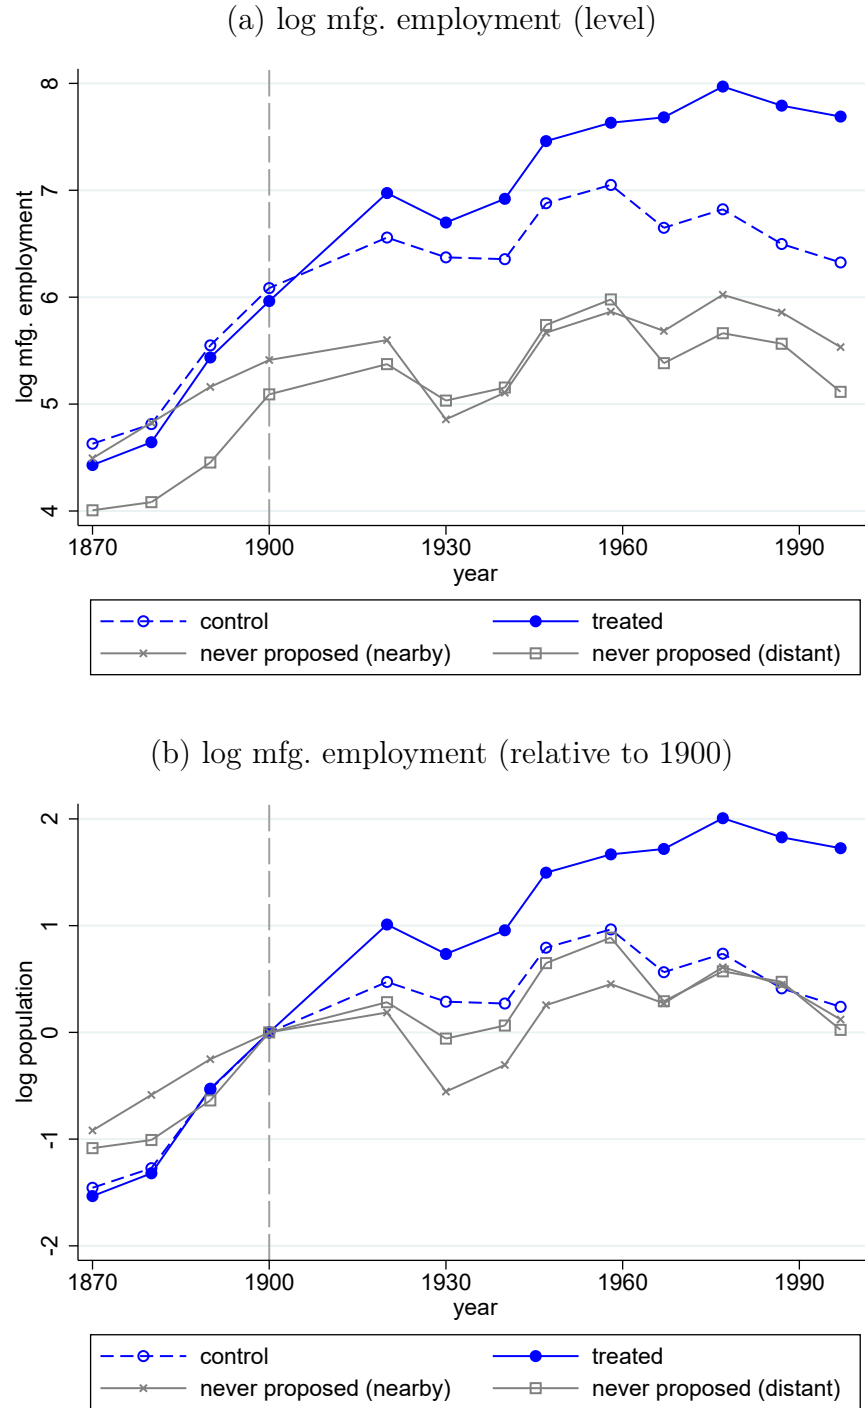 (a) log mfg. employment (level)
log mfg. employment
8
7
6
5
4
1870 1900 1930 1960 1990
year
control treated
never proposed (nearby) never proposed (distant)
(b) log mfg. employment (relative to 1900)
log population
2
1
0
-1
-2
1870 1900 1930 1960 1990
year
control treated
never proposed (nearby) never proposed (distant)